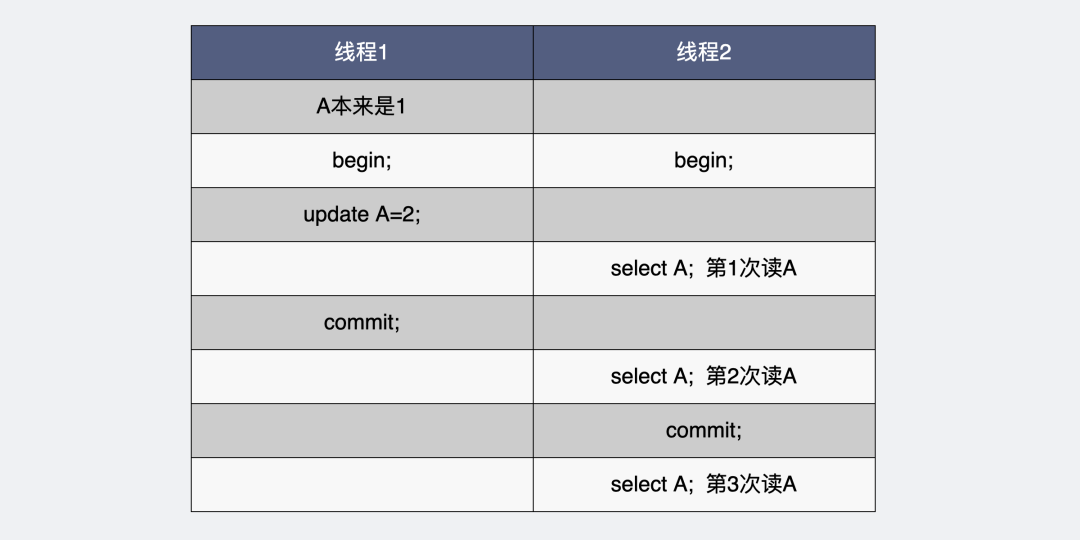 线程1 线程2
A本来是1
begin; begin;
update A=2;
select A; 第1次读A
commit;
select A; 第2次读A
commit;
select A; 第3次读A